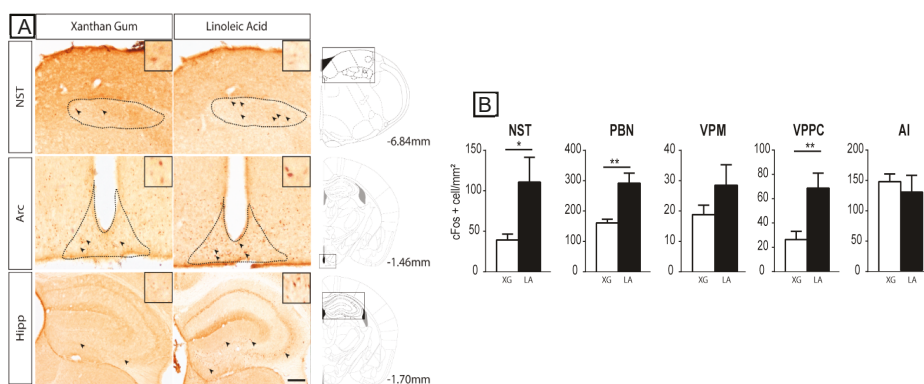 A
Xanthan Gum
Linoleic Acid
NST
-6.84mm
Arc
-1.46mm
Hipp
-1.70mm
B
cFos + cell/mm²
NST
150
100
50
0
*
XG LA
PBN
400
300
200
100
0
**
XG LA
VPM
40
30
20
10
0
XG LA
VPPC
100
80
60
40
20
0
**
XG LA
AI
200
150
100
50
0
XG LA